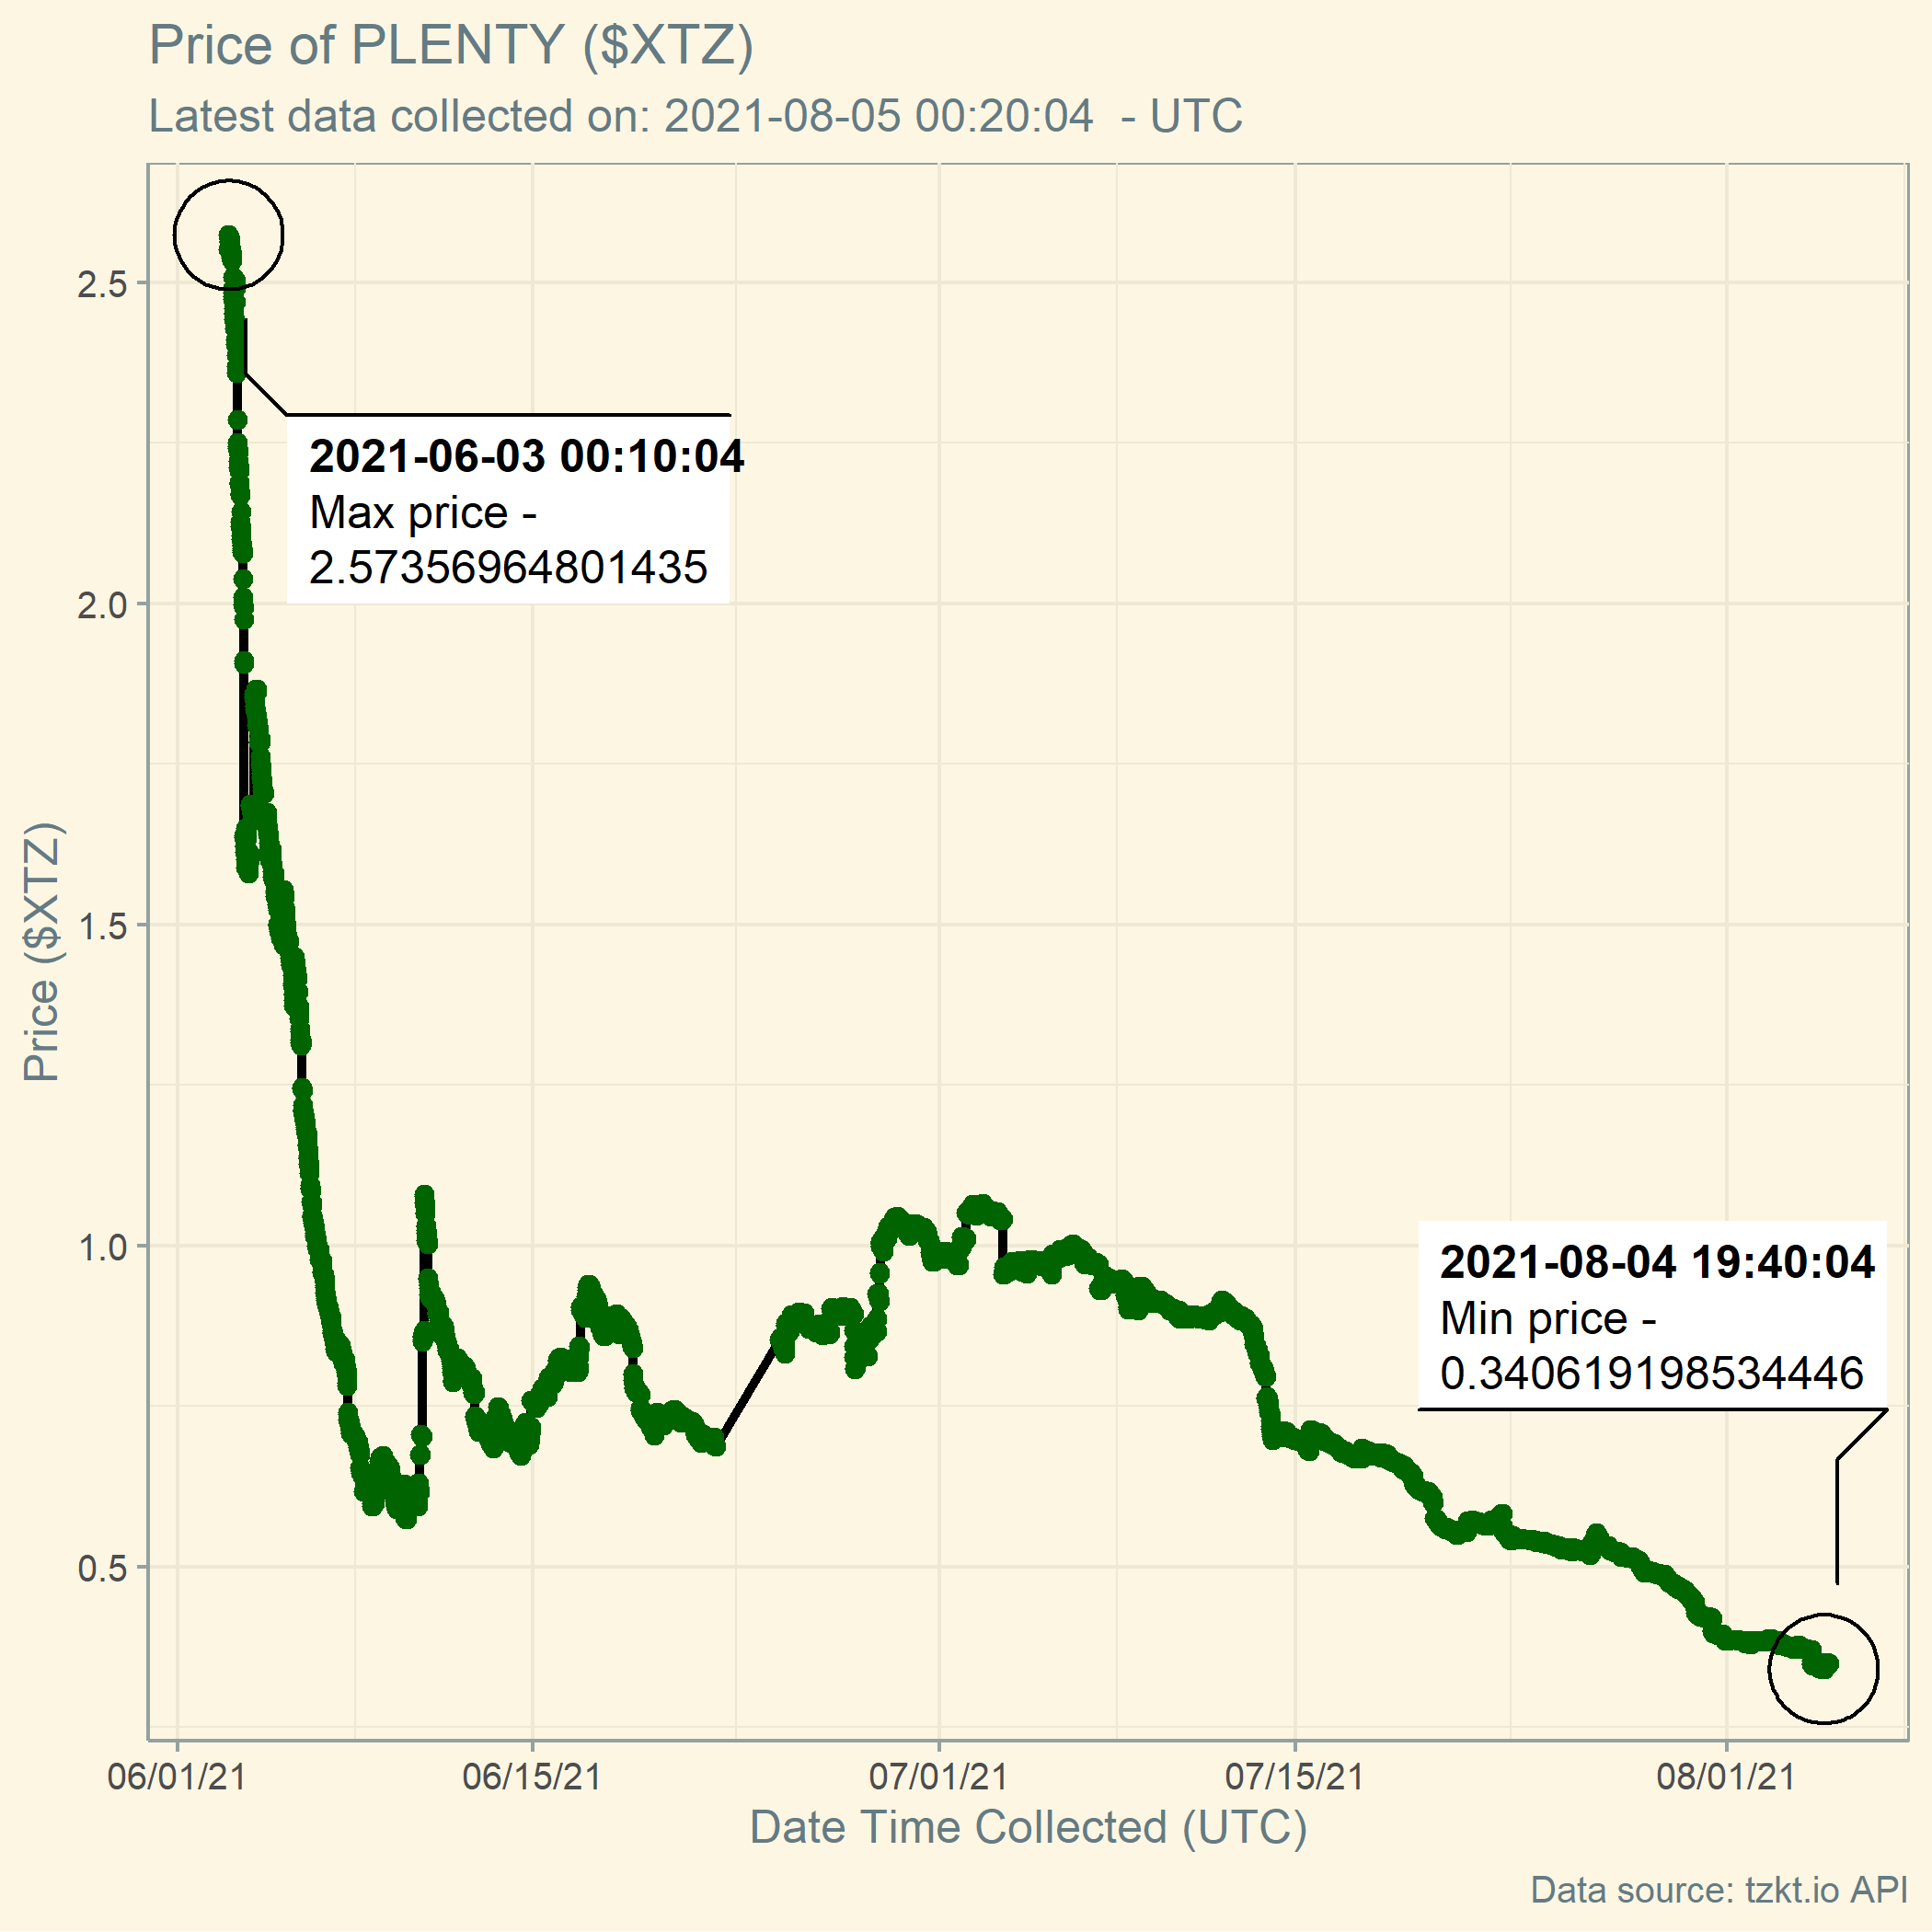 Price of PLENTY ($XTZ)
Latest data collected on: 2021-08-05 00:20:04  - UTC
Price ($XTZ)
2.5
2.0
1.5
1.0
0.5
2021-06-03 00:10:04
Max price -
2.57356964801435
2021-08-04 19:40:04
Min price -
0.340619198534446
06/01/21
06/15/21
07/01/21
07/15/21
08/01/21
Date Time Collected (UTC)
Data source: tzkt.io API